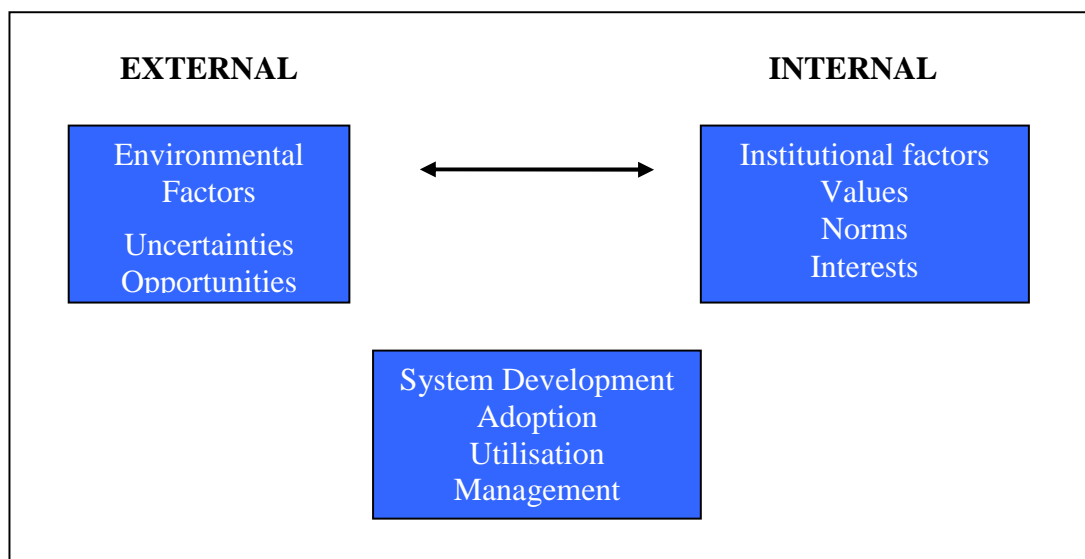 EXTERNAL
INTERNAL
Environmental
Factors
Uncertainties
Opportunities
Institutional factors
Values
Norms
Interests
System Development
Adoption
Utilisation
Management